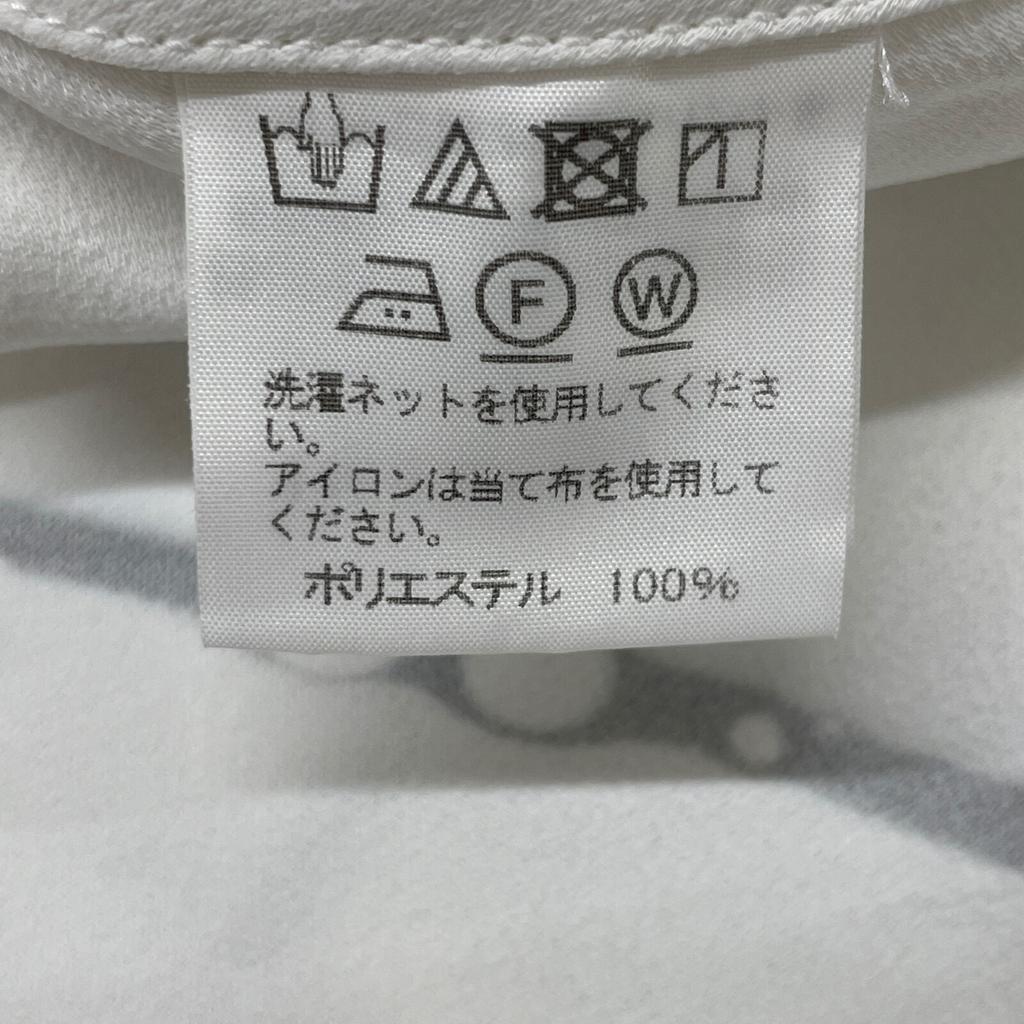 F W
洗濯ネットを使用してくださ
い。
アイロンは当て布を使用して
ください。
ポリエステル 100%